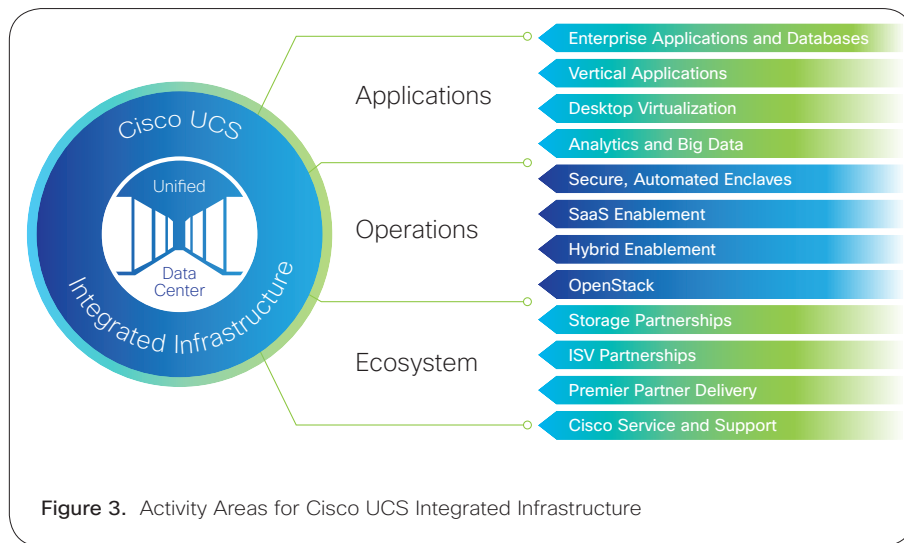 Cisco UCS
Unified
Data
Center
Integrated Infrastructure
Applications
Enterprise Applications and Databases
Vertical Applications
Desktop Virtualization
Analytics and Big Data
Operations
Secure, Automated Enclaves
SaaS Enablement
Hybrid Enablement
OpenStack
Ecosystem
Storage Partnerships
ISV Partnerships
Premier Partner Delivery
Cisco Service and Support
Figure 3. Activity Areas for Cisco UCS Integrated Infrastructure